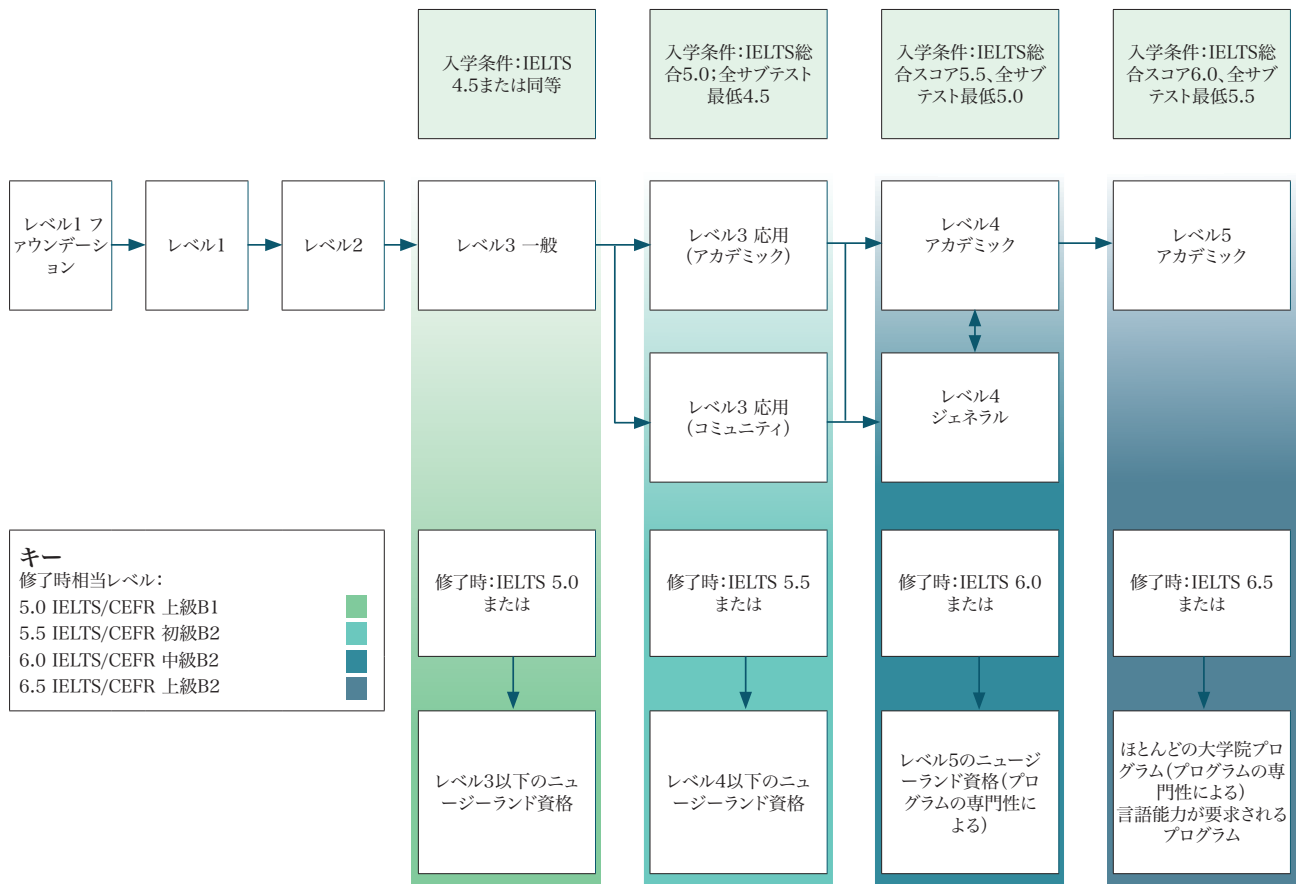 入学条件:IELTS
4.5または同等
入学条件:IELTS総
合5.0;全サブテスト
最低4.5
入学条件:IELTS総
合スコア5.5、全サブ
テスト最低5.0
入学条件:IELTS総
合スコア6.0、全サブ
テスト最低5.5
レベル1 フ
ァウンデーシ
ョン
レベル1
レベル2
レベル3 一般
レベル3 応用
(アカデミック)
レベル4
アカデミック
レベル5
アカデミック
レベル3 応用
(コミュニティ)
レベル4
ジェネラル
キー
修了時相当レベル:
5.0 IELTS/CEFR 上級B1
5.5 IELTS/CEFR 初級B2
6.0 IELTS/CEFR 中級B2
6.5 IELTS/CEFR 上級B2
修了時:IELTS 5.0
または
修了時:IELTS 5.5
または
修了時:IELTS 6.0
または
修了時:IELTS 6.5
または
レベル3以下のニュ
ージーランド資格
レベル4以下のニュ
ージーランド資格
レベル5のニュージ
ーランド資格(プロ
グラムの専門性によ
る)
ほとんどの大学院プロ
グラム(プログラムの専
門性による)
言語能力が要求される
プログラム